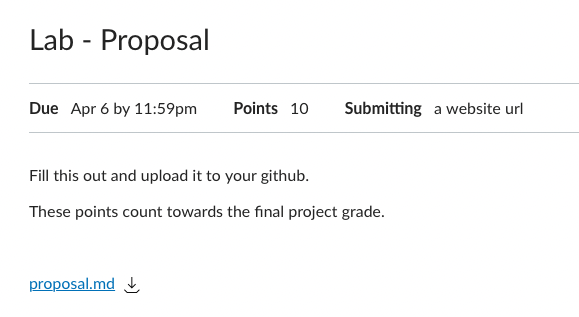 Lab - Proposal
Due Apr 6 by 11:59pm Points 10 Submitting a website url
Fill this out and upload it to your github.
These points count towards the final project grade.
proposal.md